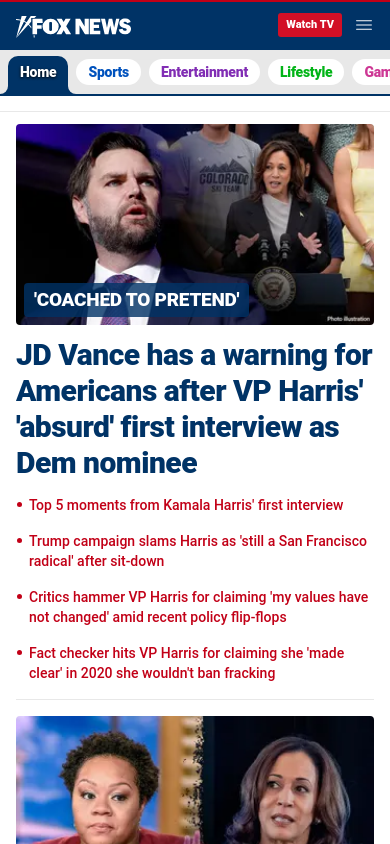 FOX NEWS
Watch TV
Home
Sports
Entertainment
Lifestyle
Gam
COLORADO
SKI TEAM
'COACHED TO PRETEND'
Photo illustration
JD Vance has a warning for
Americans after VP Harris'
'absurd' first interview as
Dem nominee
• Top 5 moments from Kamala Harris' first interview
• Trump campaign slams Harris as 'still a San Francisco
radical' after sit-down
• Critics hammer VP Harris for claiming 'my values have
not changed' amid recent policy flip-flops
• Fact checker hits VP Harris for claiming she 'made
clear' in 2020 she wouldn't ban fracking